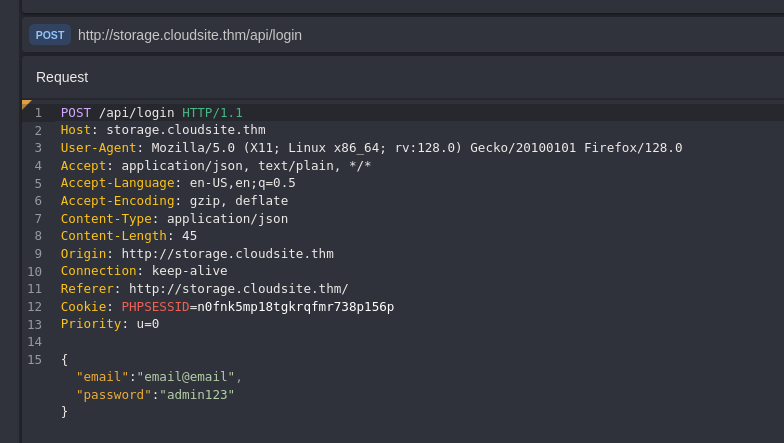 POST http://storage.cloudsite.thm/api/login
Request
1 POST /api/login HTTP/1.1
2 Host: storage.cloudsite.thm
3 User-Agent: Mozilla/5.0 (X11; Linux x86_64; rv:128.0) Gecko/20100101 Firefox/128.0
4 Accept: application/json, text/plain, */*
5 Accept-Language: en-US,en;q=0.5
6 Accept-Encoding: gzip, deflate
7 Content-Type: application/json
8 Content-Length: 45
9 Origin: http://storage.cloudsite.thm
10 Connection: keep-alive
11 Referer: http://storage.cloudsite.thm/
12 Cookie: PHPSESSID=n0fnk5mp18tgkrqfmr738p156p
13 Priority: u=0
14
15 {
"email":"email@email",
"password":"admin123"
}